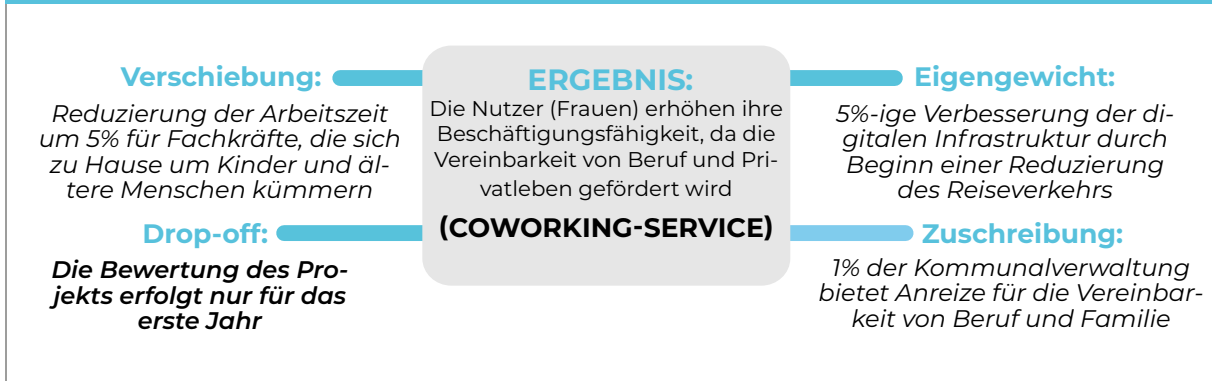 Verschiebung:
Reduzierung der Arbeitszeit
um 5% für Fachkräfte, die sich
zu Hause um Kinder und äl-
tere Menschen kümmern
Drop-off:
Die Bewertung des Pro-
jekts erfolgt nur für das
erste Jahr
ERGEBNIS:
Die Nutzer (Frauen) erhöhen ihre
Beschäftigungsfähigkeit, da die
Vereinbarkeit von Beruf und Pri-
vatleben gefördert wird
(COWORKING-SERVICE)
Eigengewicht:
5%-ige Verbesserung der di-
gitalen Infrastruktur durch
Beginn einer Reduzierung
des Reiseverkehrs
Zuschreibung:
1% der Kommunalverwaltung
bietet Anreize für die Vereinbar-
keit von Beruf und Familie